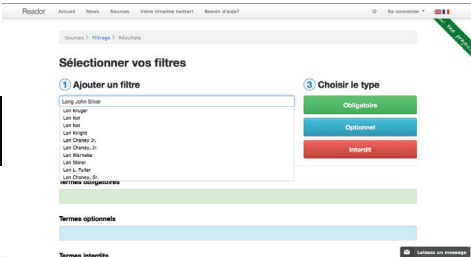 Reador Accueil News Sources Votre timeline twitter! Besoin d'aide? Se connecter
Sources > Filtrage > Résultats
Sélectionner vos filtres
1 Ajouter un filtre
3 Choisir le type
Long John Silver
Lon Kruger
Lon Nol
Lon Nol
Lon Knight
Lon Chaney Jr.
Lon Chaney, Jr.
Lon Warneke
Lon Stirer
Lon L. Fuller
Lon Chaney, Sr.
Obligatoire
Optionnel
Interdit
Termes obligatoires
Termes optionnels
Termes interdits
Laissez un message